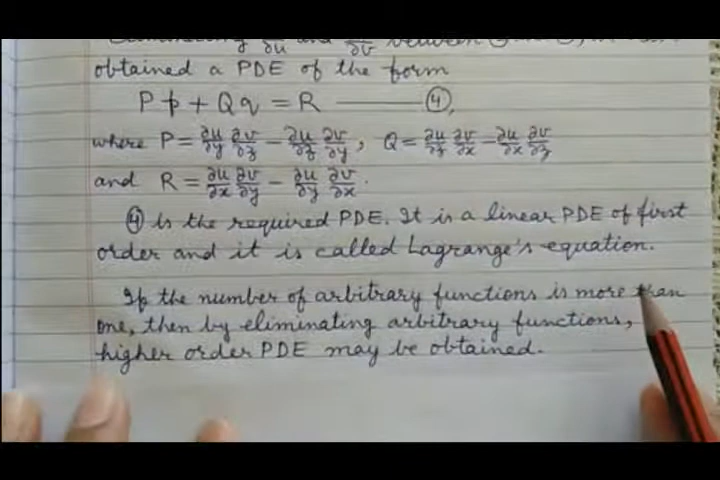 ∂u and ∂v between
obtained a PDE of the form
Pp + Qq = R ——— ④,
where P = ∂u/∂y ∂v/∂z − ∂u/∂z ∂v/∂y, Q = ∂u/∂z ∂v/∂x − ∂u/∂x ∂v/∂z
and R = ∂u/∂x ∂v/∂y − ∂u/∂y ∂v/∂x.
④ is the required PDE. It is a linear PDE of first
order and it is called Lagrange's equation.
If the number of arbitrary functions is more than
one, then by eliminating arbitrary functions,
higher order PDE may be obtained.